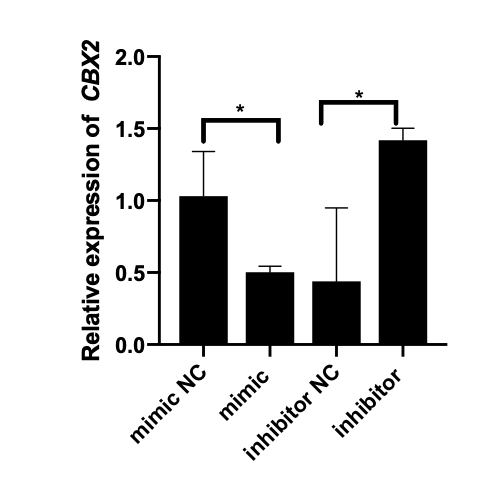 Relative expression of CBX2
2.0
1.5
1.0
0.5
0.0
*
*
mimic NC
mimic
inhibitor NC
inhibitor